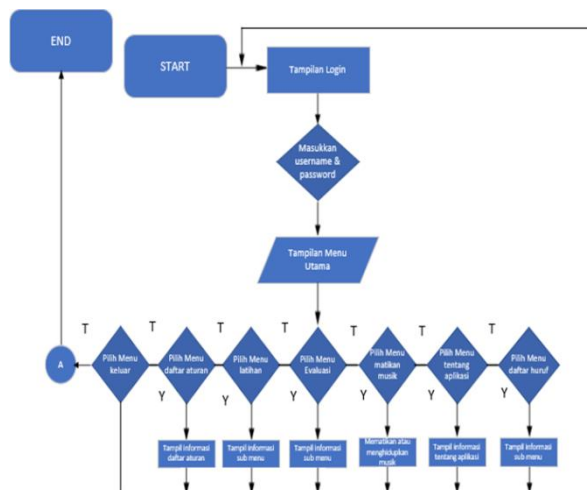 END
START
Tampilan Login
Masukkan
username &
password
Tampilan Menu
Utama
T
T
T
T
T
T
T
A
Pilih Menu
keluar
Pilih Menu
daftar aturan
Pilih Menu
latihan
Pilih Menu
Evaluasi
Pilih Menu
matikan
musik
Pilih Menu
tentang
aplikasi
Pilih Menu
daftar huruf
Y
Y
Y
Y
Y
Y
Tampil informasi
daftar aturan
Tampil informasi
sub menu
Tampil informasi
sub menu
Mematikan atau
menghidupkan
musik
Tampil informasi
tentang aplikasi
Tampil informasi
sub menu